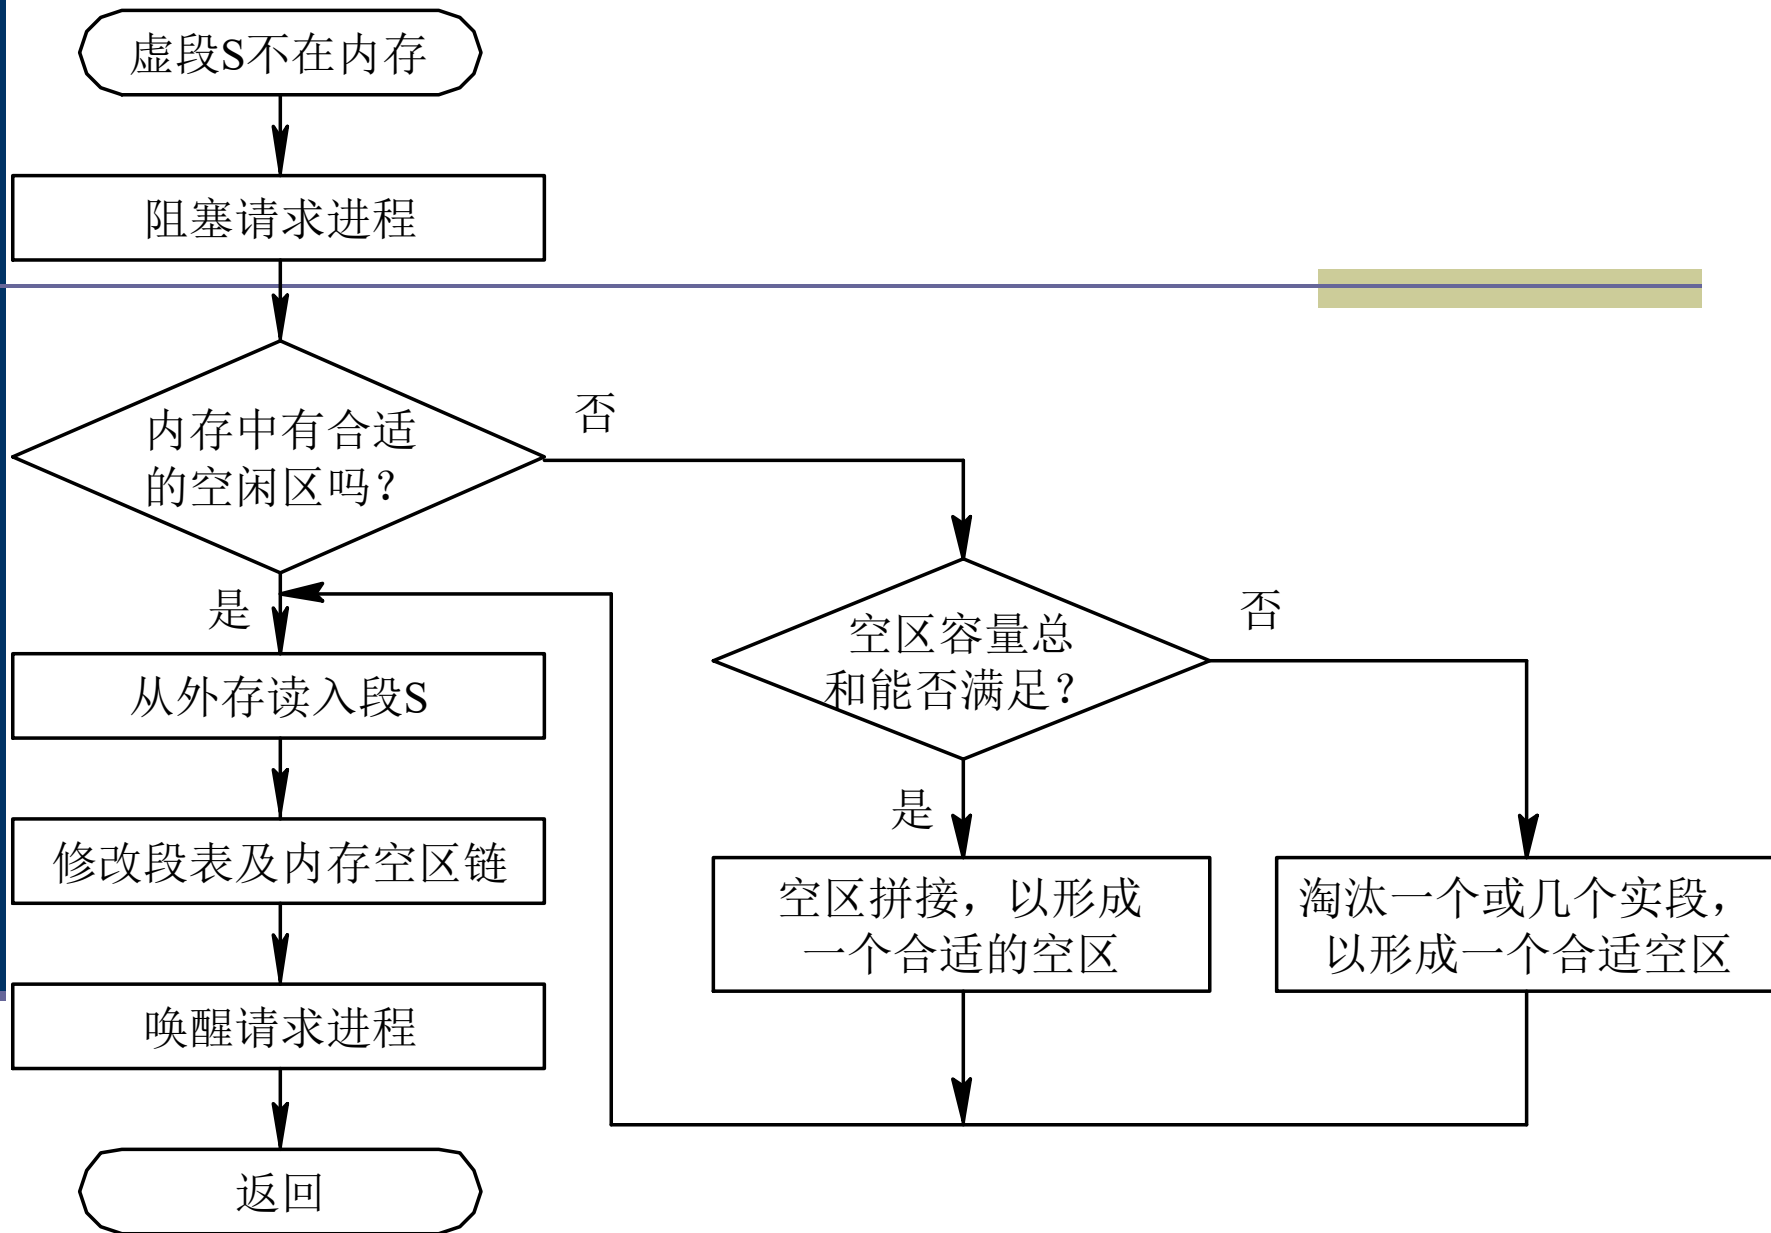 虚段S不在内存
阻塞请求进程
内存中有合适
的空闲区吗？
否
是
从外存读入段S
修改段表及内存空区链
唤醒请求进程
返回
空区容量总
和能否满足？
否
是
空区拼接，以形成
一个合适的空区
淘汰一个或几个实段，
以形成一个合适空区